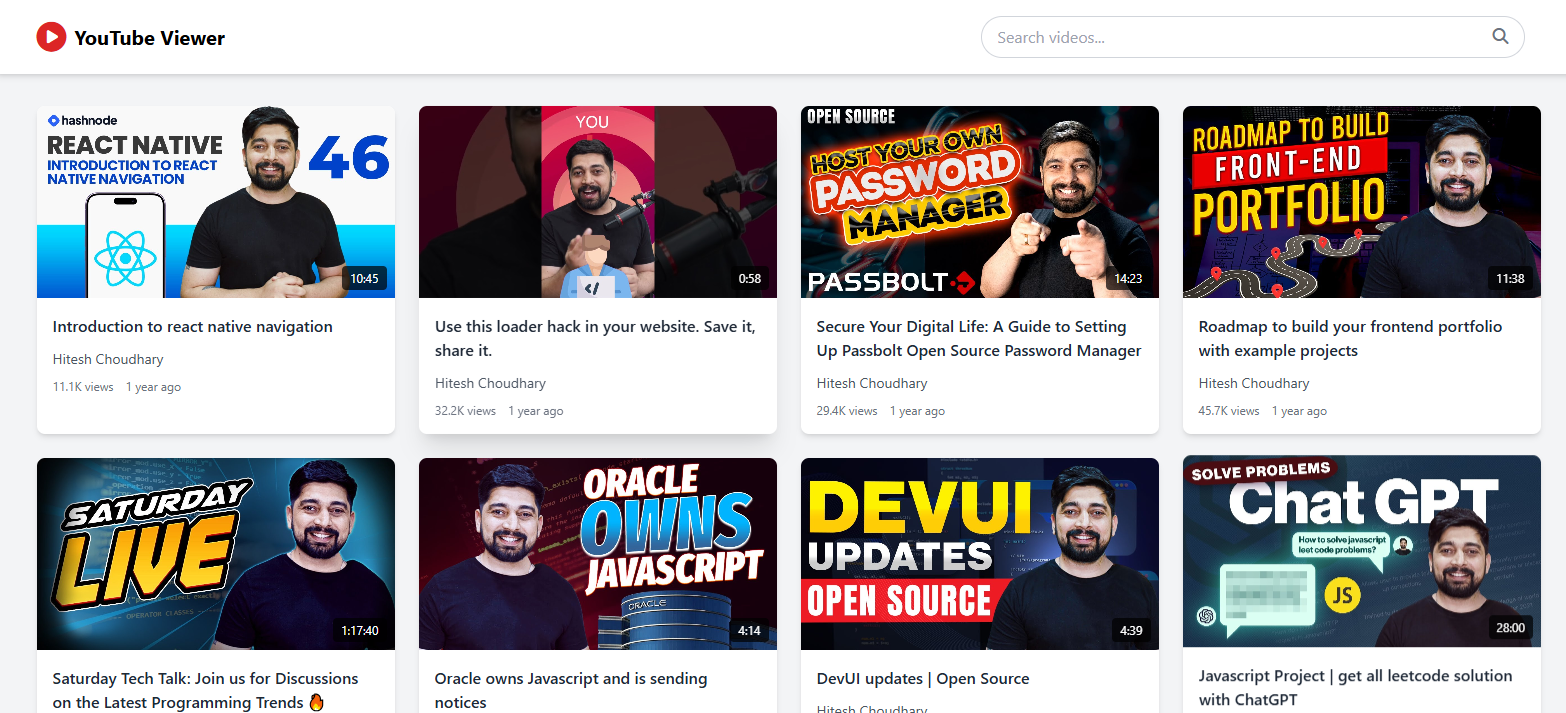 YouTube Viewer
Search videos...
hashnode
REACT NATIVE
INTRODUCTION TO REACT
NATIVE NAVIGATION
46
10:45
Introduction to react native navigation
Hitesh Choudhary
11.1K views 1 year ago
YOU
</>
0:58
Use this loader hack in your website. Save it,
share it.
Hitesh Choudhary
32.2K views 1 year ago
OPEN SOURCE
HOST YOUR OWN
PASSWORD
MANAGER
PASSBOLT
14:23
Secure Your Digital Life: A Guide to Setting
Up Passbolt Open Source Password Manager
Hitesh Choudhary
29.4K views 1 year ago
ROADMAP TO BUILD
FRONT-END
PORTFOLIO
11:38
Roadmap to build your frontend portfolio
with example projects
Hitesh Choudhary
45.7K views 1 year ago
SATURDAY
LIVE
1:17:40
Saturday Tech Talk: Join us for Discussions
on the Latest Programming Trends 🔥
ORACLE
OWNS
JAVASCRIPT
ORACLE
4:14
Oracle owns Javascript and is sending
notices
DEVUI
UPDATES
OPEN SOURCE
4:39
DevUI updates | Open Source
Hitesh Choudhary
SOLVE PROBLEMS
Chat GPT
How to solve javascript
leet code problems?
JS
28:00
Javascript Project | get all leetcode solution
with ChatGPT